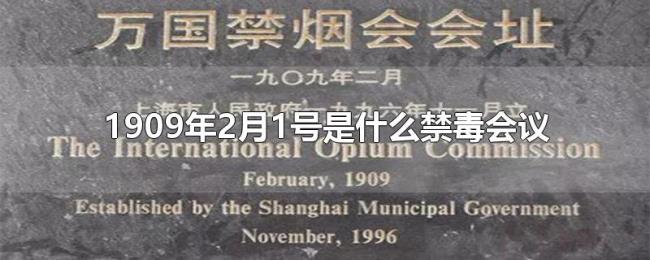 万国禁烟会会址
一九〇九年二月
上海市人民政府一九九六年十一月立
1909年2月1号是什么禁毒会议
The International Opium Commission
February, 1909
Established by the Shanghai Municipal Government
November, 1996